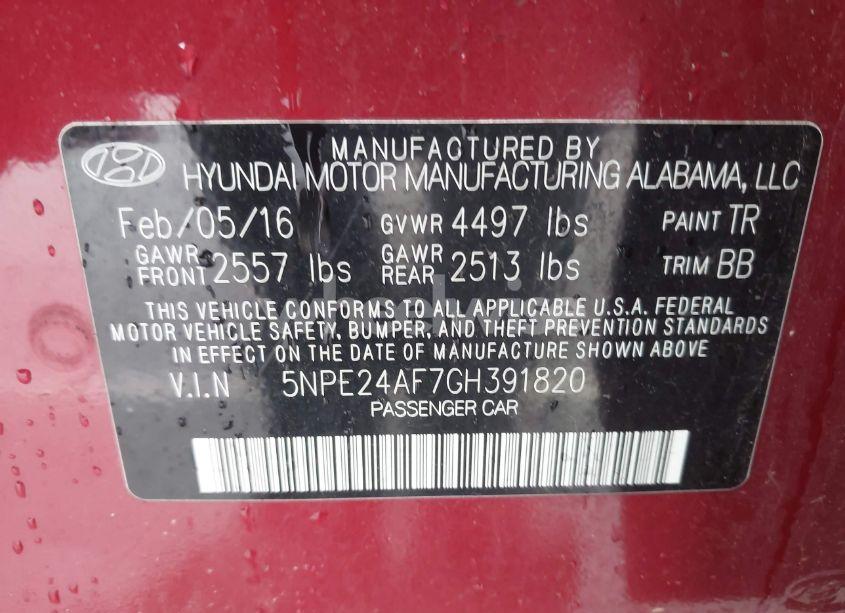 MANUFACTURED BY
HYUNDAI MOTOR MANUFACTURING ALABAMA, LLC
Feb/05/16 GVWR 4497 lbs PAINT TR
GAWR FRONT 2557 lbs GAWR REAR 2513 lbs TRIM BB
THIS VEHICLE CONFORMS TO ALL APPLICABLE U.S.A. FEDERAL
MOTOR VEHICLE SAFETY, BUMPER, AND THEFT PREVENTION STANDARDS
IN EFFECT ON THE DATE OF MANUFACTURE SHOWN ABOVE
V.I.N 5NPE24AF7GH391820
PASSENGER CAR